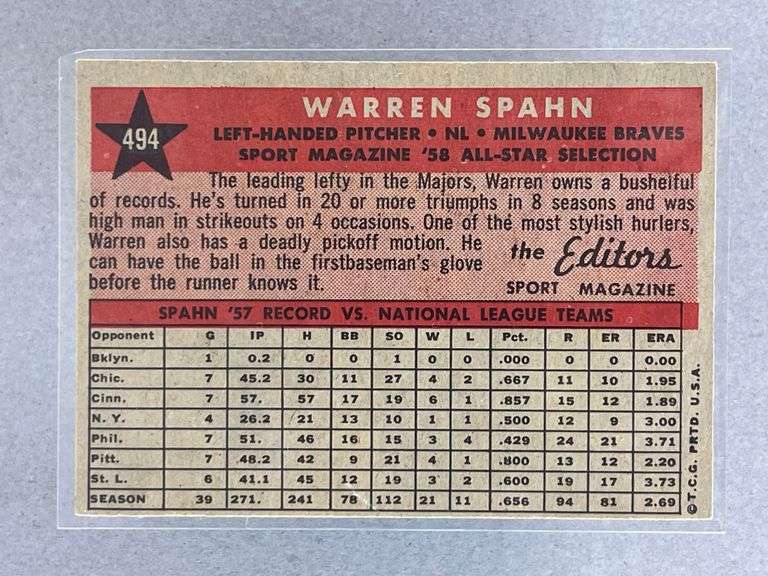 494
WARREN SPAHN
LEFT-HANDED PITCHER • NL • MILWAUKEE BRAVES
SPORT MAGAZINE '58 ALL-STAR SELECTION
The leading lefty in the Majors, Warren owns a bushelful
of records. He's turned in 20 or more triumphs in 8 seasons and was
high man in strikeouts on 4 occasions. One of the most stylish hurlers,
Warren also has a deadly pickoff motion. He
can have the ball in the firstbaseman's glove
before the runner knows it.
the Editors
SPORT MAGAZINE
SPAHN '57 RECORD VS. NATIONAL LEAGUE TEAMS
Opponent G IP H BB SO W L Pct. R ER ERA
Bklyn. 1 0.2 0 0 1 0 0 .000 0 0 0.00
Chic. 7 45.2 30 11 27 4 2 .667 11 10 1.95
Cinn. 7 57. 57 17 19 6 1 .857 15 12 1.89
N. Y. 4 26.2 21 13 10 1 1 .500 12 9 3.00
Phil. 7 51. 46 16 15 3 4 .429 24 21 3.71
Pitt. 7 48.2 42 9 21 4 1 .800 13 12 2.20
St. L. 6 41.1 45 12 19 3 2 .600 19 17 3.73
SEASON 39 271. 241 78 112 21 11 .656 94 81 2.69
© T.C.G. PRTD. U.S.A.